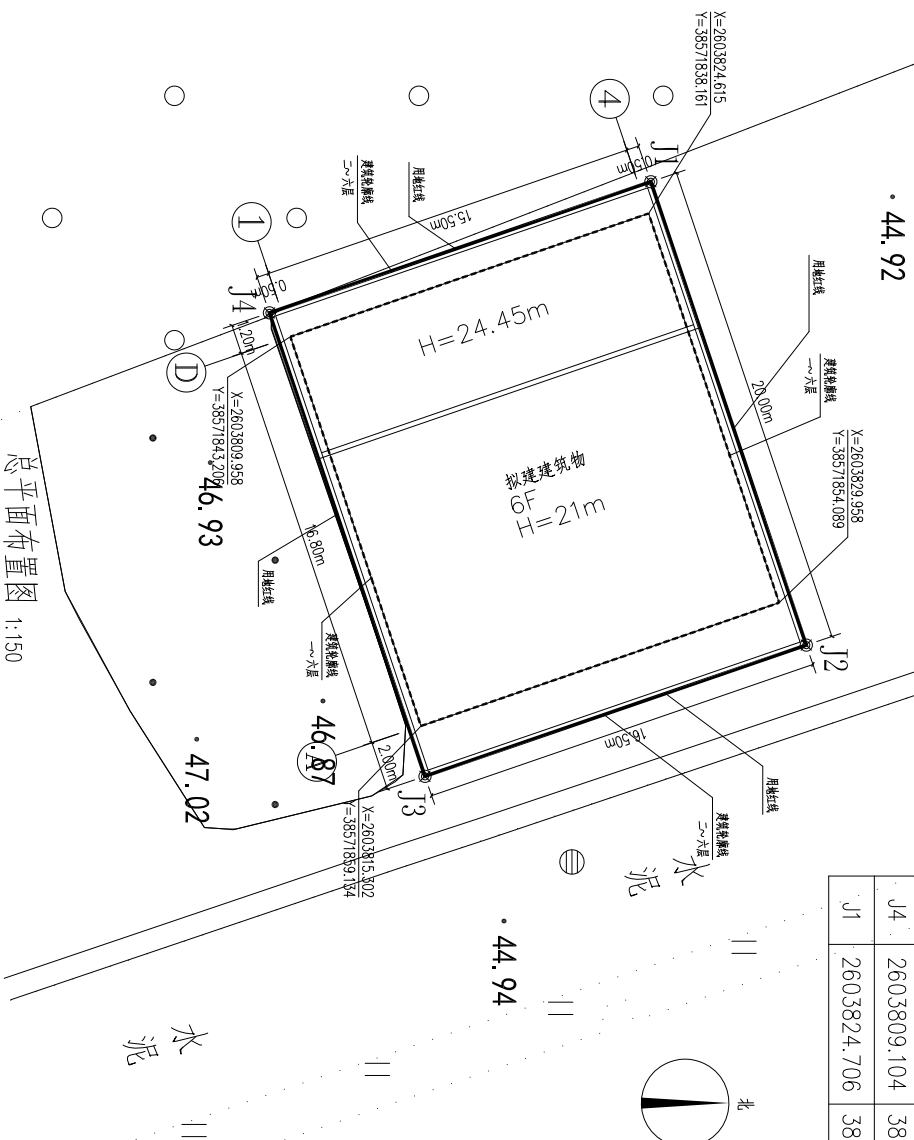 X=2603824.615
Y=38571838.161
4
J1
0.50m
用地红线
建筑轮廓线
二~六层
15.50m
1
0.50m
J4
.20m
D
X=2603809.958
Y=38571843.206
46.93
44.92
用地红线
建筑轮廓线
一~六层
20.00m
X=2603829.958
Y=38571854.089
J2
H=24.45m
拟建建筑物
6F
H=21m
16.80m
用地红线
建筑轮廓线
一~六层
46.87
A
2.00m
J3
X=2603815.302
Y=38571859.134
47.02
16.50m
用地红线
建筑轮廓线
二~六层
水
泥
44.94
水
泥
北
J4 2603809.104 38
J1 2603824.706 38
总平面布置图 1:150